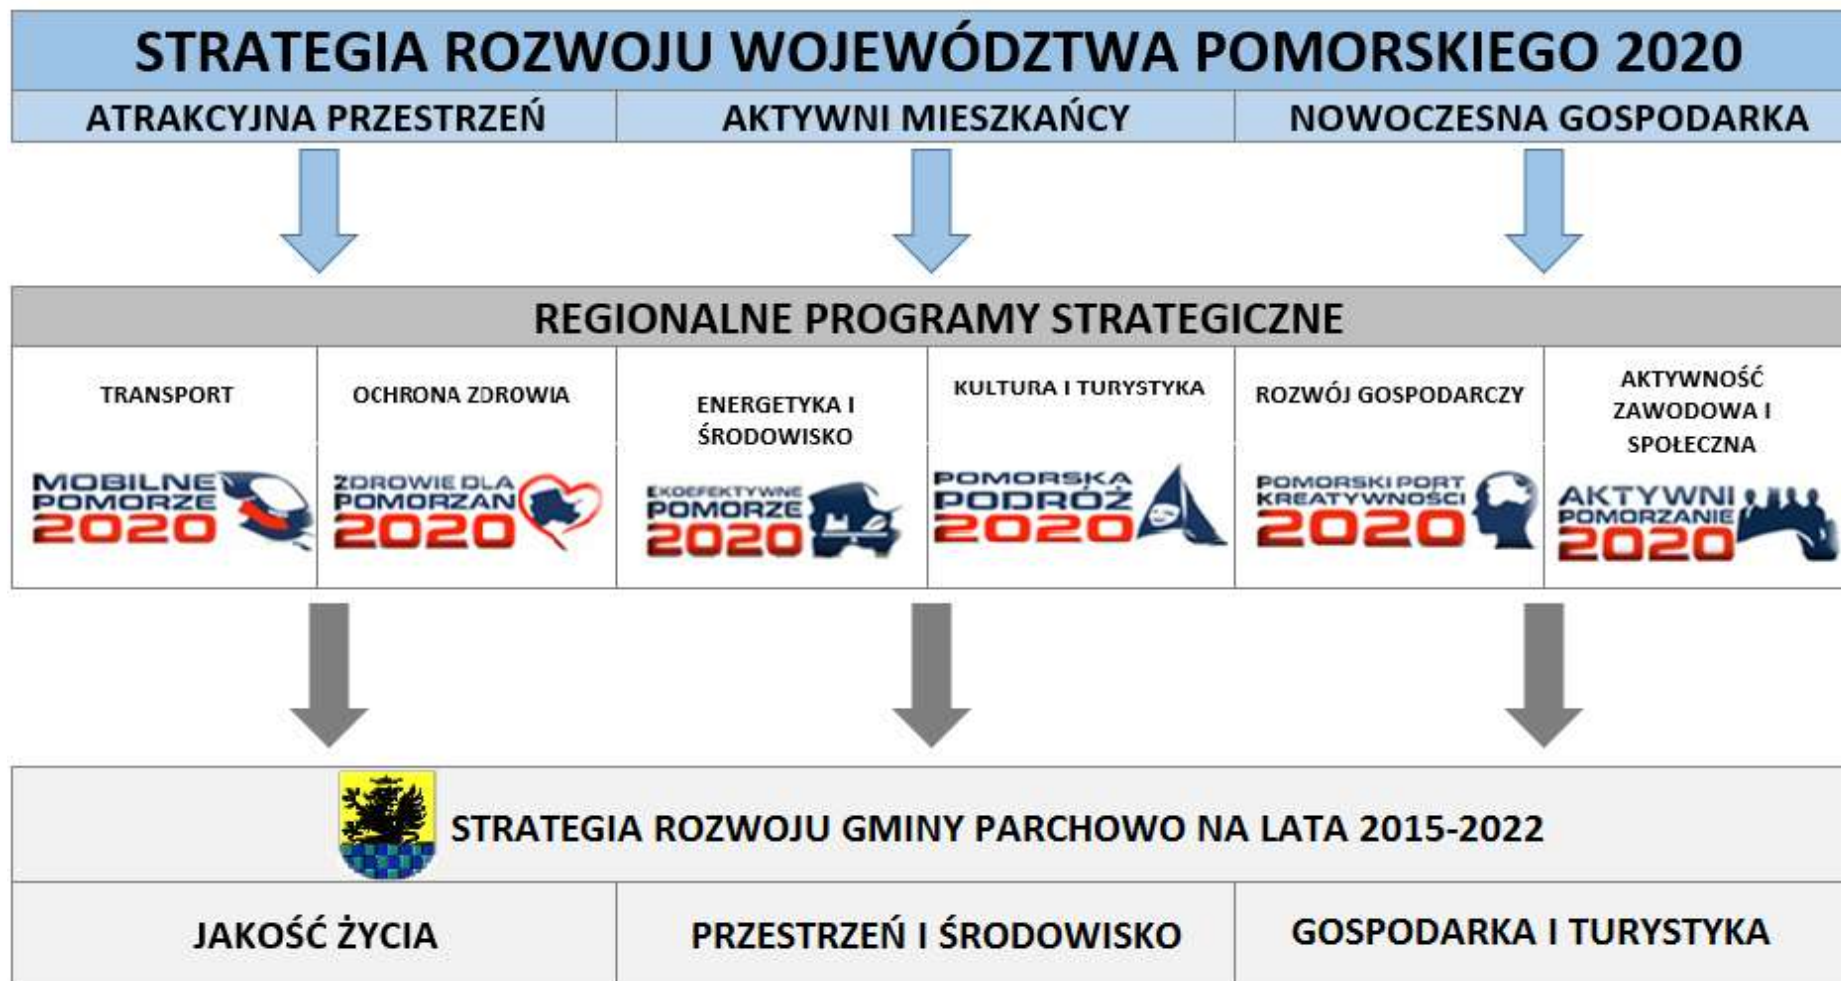 STRATEGIA ROZWOJU WOJEWÓDZTWA POMORSKIEGO 2020
ATRAKCYJNA PRZESTRZEŃ
AKTYWNI MIESZKAŃCY
NOWOCZESNA GOSPODARKA
REGIONALNE PROGRAMY STRATEGICZNE
TRANSPORT
MOBILNE
POMORZE
2020
OCHRONA ZDROWIA
ZDROWIE DLA
POMORZAN
2020
ENERGETYKA I
ŚRODOWISKO
EKOEFEKTYWNE
POMORZE
2020
KULTURA I TURYSTYKA
POMORSKA
PODRÓŻ
2020
ROZWÓJ GOSPODARCZY
POMORSKI PORT
KREATYWNOŚCI
2020
AKTYWNOŚĆ
ZAWODOWA I
SPOŁECZNA
AKTYWNI
POMORZANIE
2020
STRATEGIA ROZWOJU GMINY PARCHOWO NA LATA 2015-2022
JAKOŚĆ ŻYCIA
PRZESTRZEŃ I ŚRODOWISKO
GOSPODARKA I TURYSTYKA